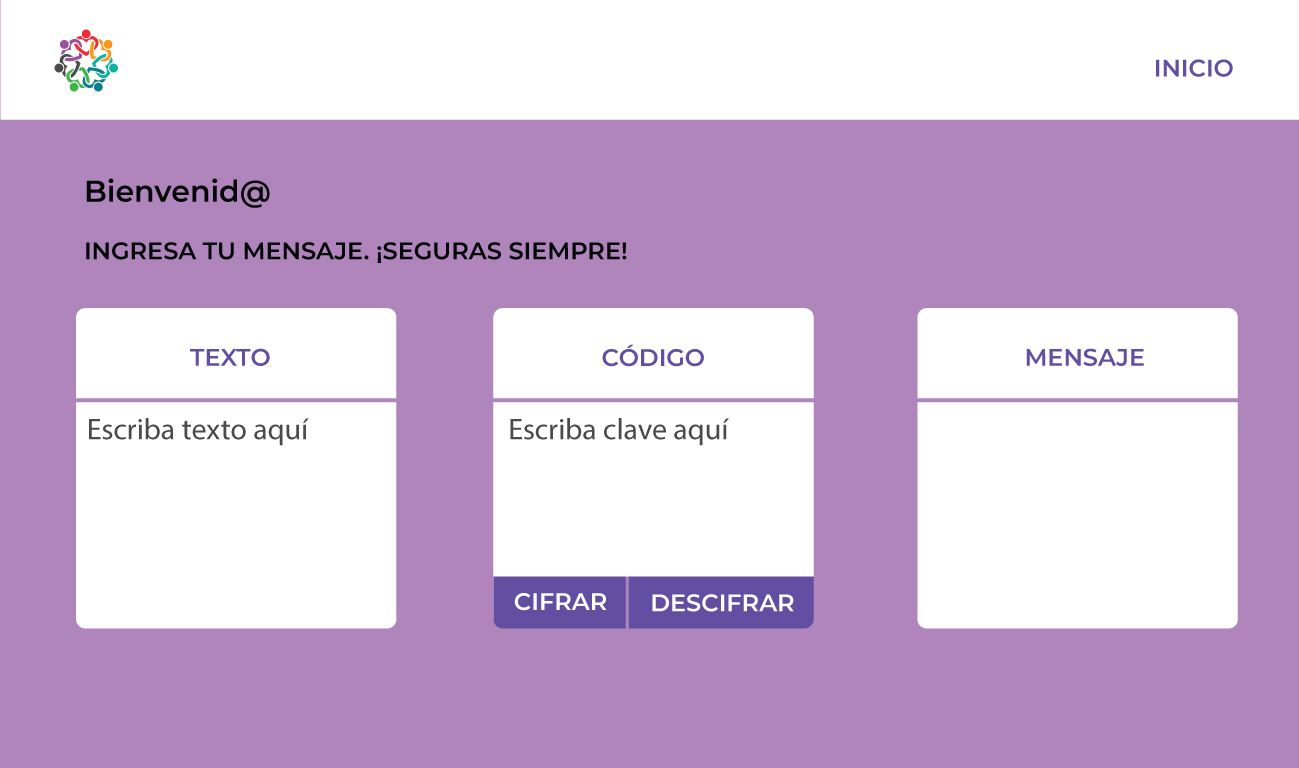 INICIO
Bienvenid@
INGRESA TU MENSAJE. ¡SEGURAS SIEMPRE!
TEXTO
Escriba texto aquí
CÓDIGO
Escriba clave aquí
CIFRAR
DESCIFRAR
MENSAJE